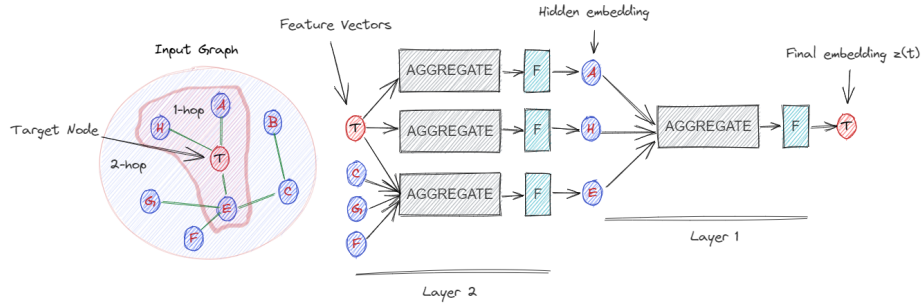 Hidden embedding
Feature Vectors
Input Graph
Final embedding z(t)
AGGREGATE
F
A
A
1-hop
H
B
Target Node
T
T
AGGREGATE
F
H
AGGREGATE
F
T
2-hop
C
C
G
E
G
AGGREGATE
F
E
F
F
Layer 1
Layer 2